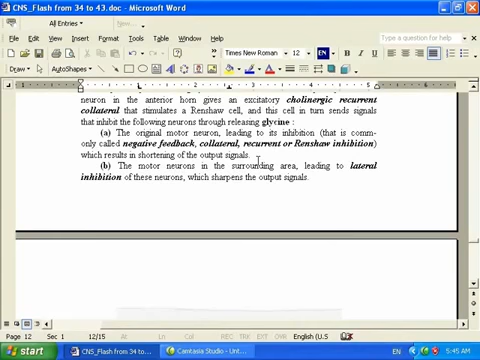 CNS_Flash from 34 to 43.doc - Microsoft Word
All Entries
New...
File Edit View Insert Format Tools Table Window Help
Times New Roman 12 EN B
Draw AutoShapes
neuron in the anterior horn gives an excitatory cholinergic recurrent
collateral that stimulates a Renshaw cell, and this cell in turn sends signals
that inhibit the following neurons through releasing glycine :
(a) The original motor neuron, leading to its inhibition (that is comm-
only called negative feedback, collateral, recurrent or Renshaw inhibition)
which results in shortening of the output signals.
(b) The motor neurons in the surrounding area, leading to lateral
inhibition of these neurons, which sharpens the output signals.
Page 12 Sec 1 12/15 At Ln Col REC TRK EXT OVR English (U.S
start CNS_Flash from 34 to... Camtasia Studio - Unt... EN 5:45 AM